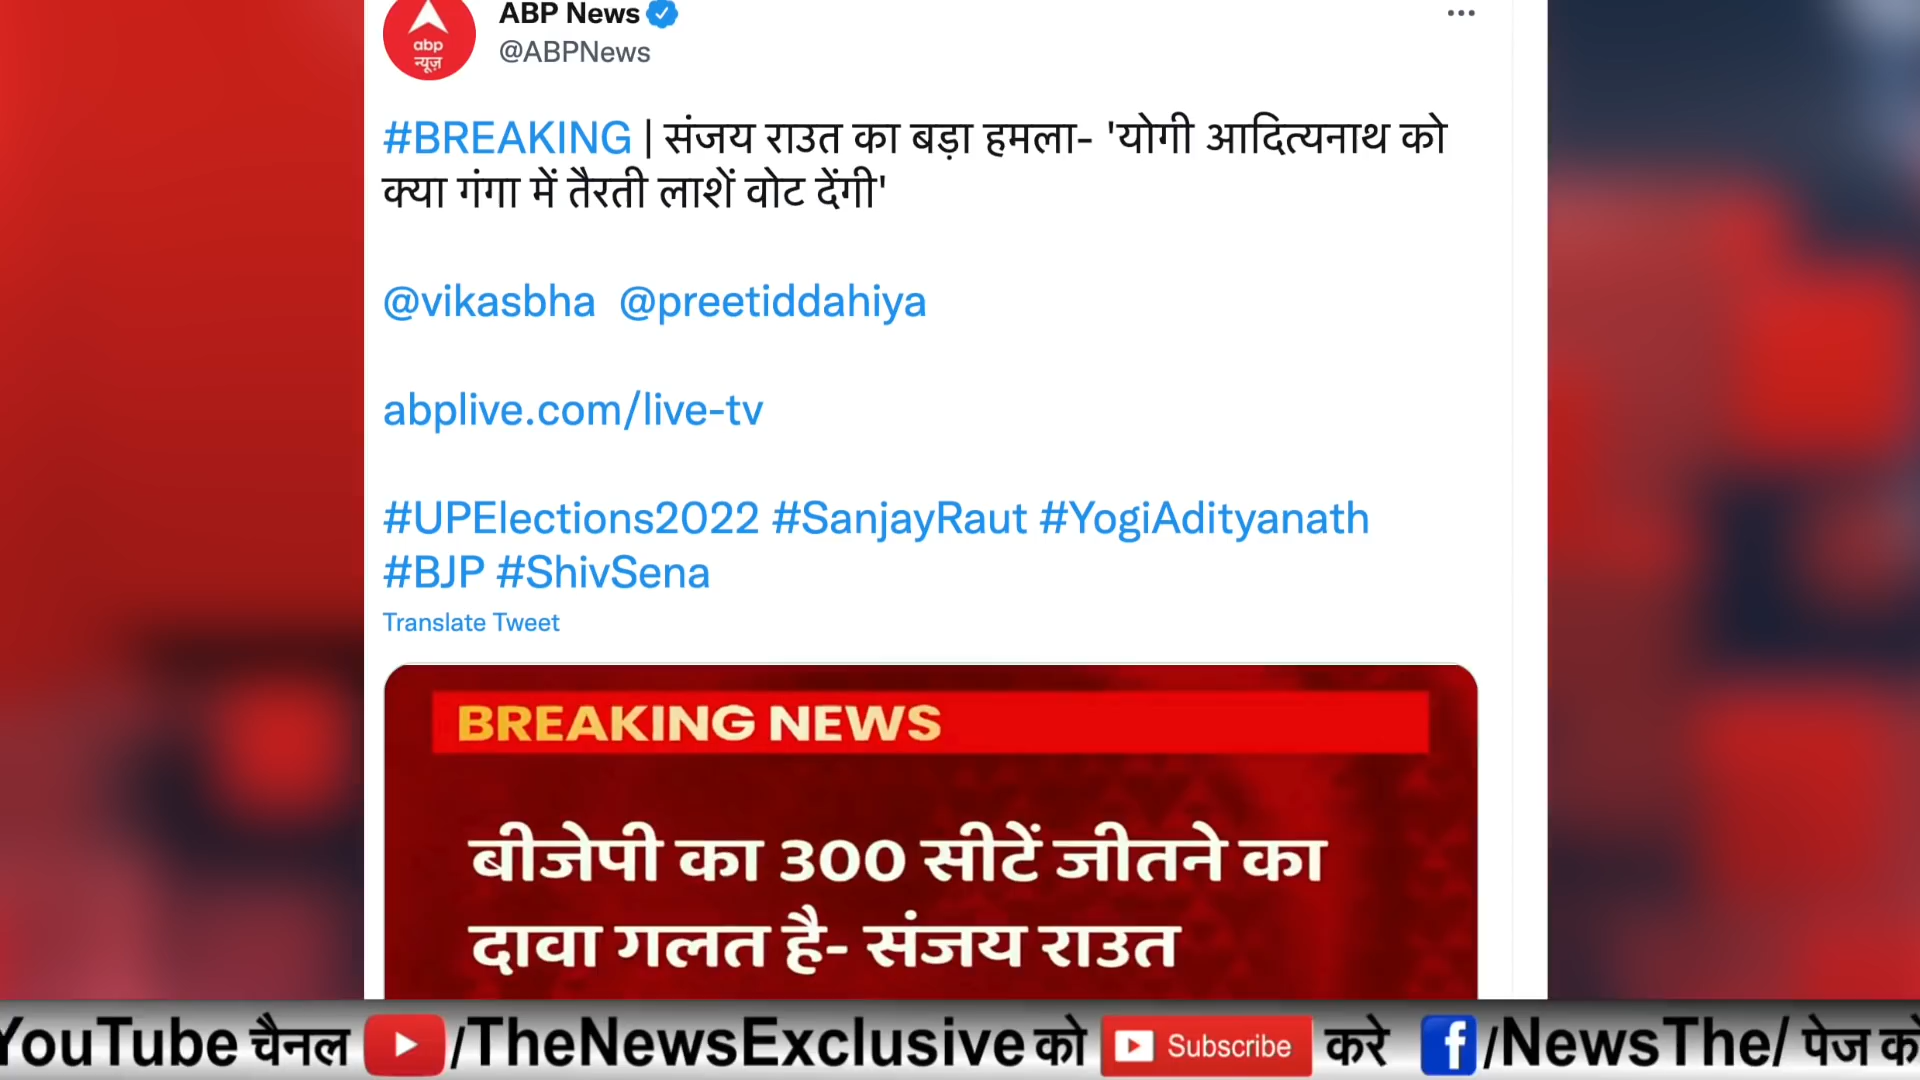 abp
न्यूज़
ABP News
@ABPNews
#BREAKING | संजय राउत का बड़ा हमला- 'योगी आदित्यनाथ को
क्या गंगा में तैरती लाशें वोट देंगी'
@vikasbha @preetiddahiya
abplive.com/live-tv
#UPElections2022 #SanjayRaut #YogiAdityanath
#BJP #ShivSena
Translate Tweet
BREAKING NEWS
बीजेपी का 300 सीटें जीतने का
दावा गलत है- संजय राउत
YouTube चैनल /TheNewsExclusive को Subscribe करे f /NewsThe/ पेज को